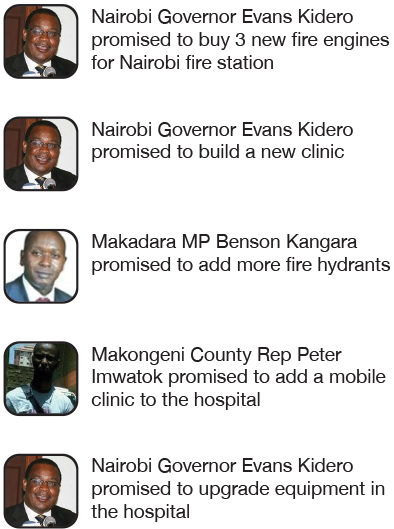 Nairobi Governor Evans Kidero
promised to buy 3 new fire engines
for Nairobi fire station
Nairobi Governor Evans Kidero
promised to build a new clinic
Makadara MP Benson Kangara
promised to add more fire hydrants
Makongeni County Rep Peter
Imwatok promised to add a mobile
clinic to the hospital
Nairobi Governor Evans Kidero
promised to upgrade equipment in
the hospital